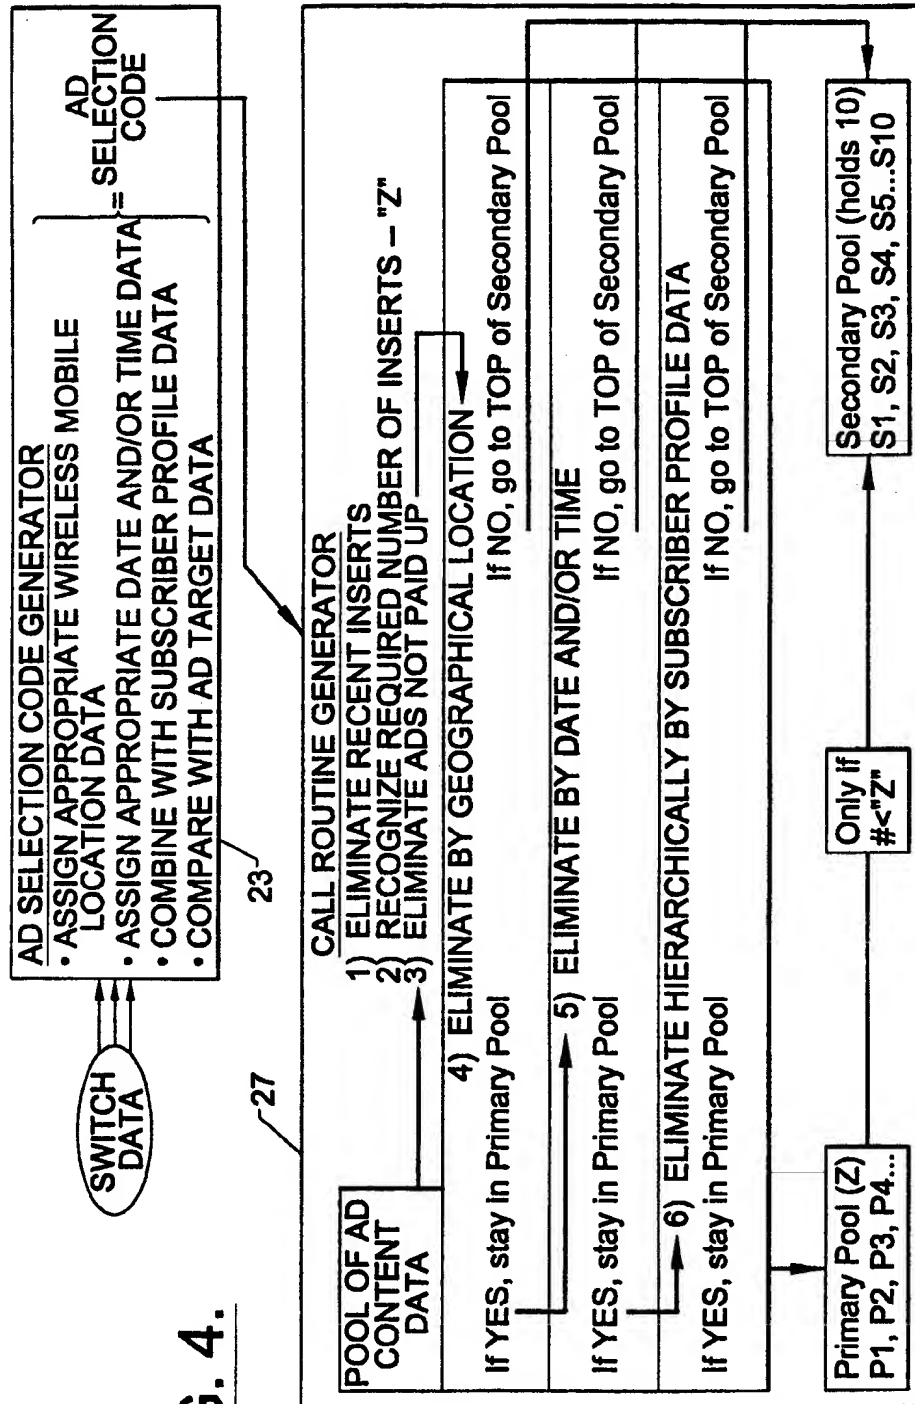 G. 4.
SWITCH
DATA
AD SELECTION CODE GENERATOR
• ASSIGN APPROPRIATE WIRELESS MOBILE
LOCATION DATA
• ASSIGN APPROPRIATE DATE AND/OR TIME DATA
• COMBINE WITH SUBSCRIBER PROFILE DATA
• COMPARE WITH AD TARGET DATA
= AD
SELECTION
CODE
23
27
CALL ROUTINE GENERATOR
1) ELIMINATE RECENT INSERTS
2) RECOGNIZE REQUIRED NUMBER OF INSERTS – "Z"
3) ELIMINATE ADS NOT PAID UP
POOL OF AD
CONTENT
DATA
4) ELIMINATE BY GEOGRAPHICAL LOCATION
If YES, stay in Primary Pool
If NO, go to TOP of Secondary Pool
5) ELIMINATE BY DATE AND/OR TIME
If YES, stay in Primary Pool
If NO, go to TOP of Secondary Pool
6) ELIMINATE HIERARCHICALLY BY SUBSCRIBER PROFILE DATA
If YES, stay in Primary Pool
If NO, go to TOP of Secondary Pool
Primary Pool (Z)
P1, P2, P3, P4...
Only if
#<"Z"
Secondary Pool (holds 10)
S1, S2, S3, S4, S5...S10